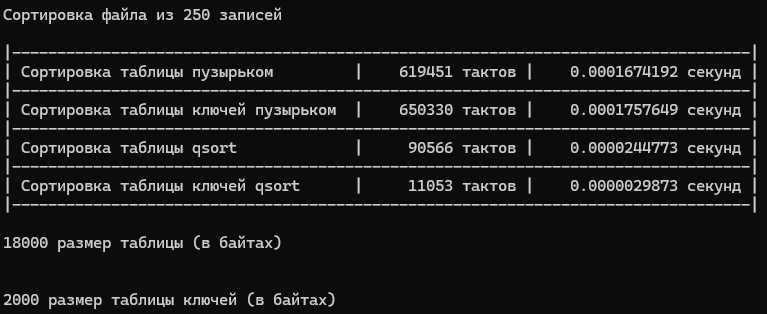 Сортировка файла из 250 записей
|----------------------------------------------------------------------------------|
| Сортировка таблицы пузырьком | 619451 тактов | 0.0001674192 секунд |
|----------------------------------------------------------------------------------|
| Сортировка таблицы ключей пузырьком | 650330 тактов | 0.0001757649 секунд |
|----------------------------------------------------------------------------------|
| Сортировка таблицы qsort | 90566 тактов | 0.0000244773 секунд |
|----------------------------------------------------------------------------------|
| Сортировка таблицы ключей qsort | 11053 тактов | 0.0000029873 секунд |
|----------------------------------------------------------------------------------|
18000 размер таблицы (в байтах)
2000 размер таблицы ключей (в байтах)